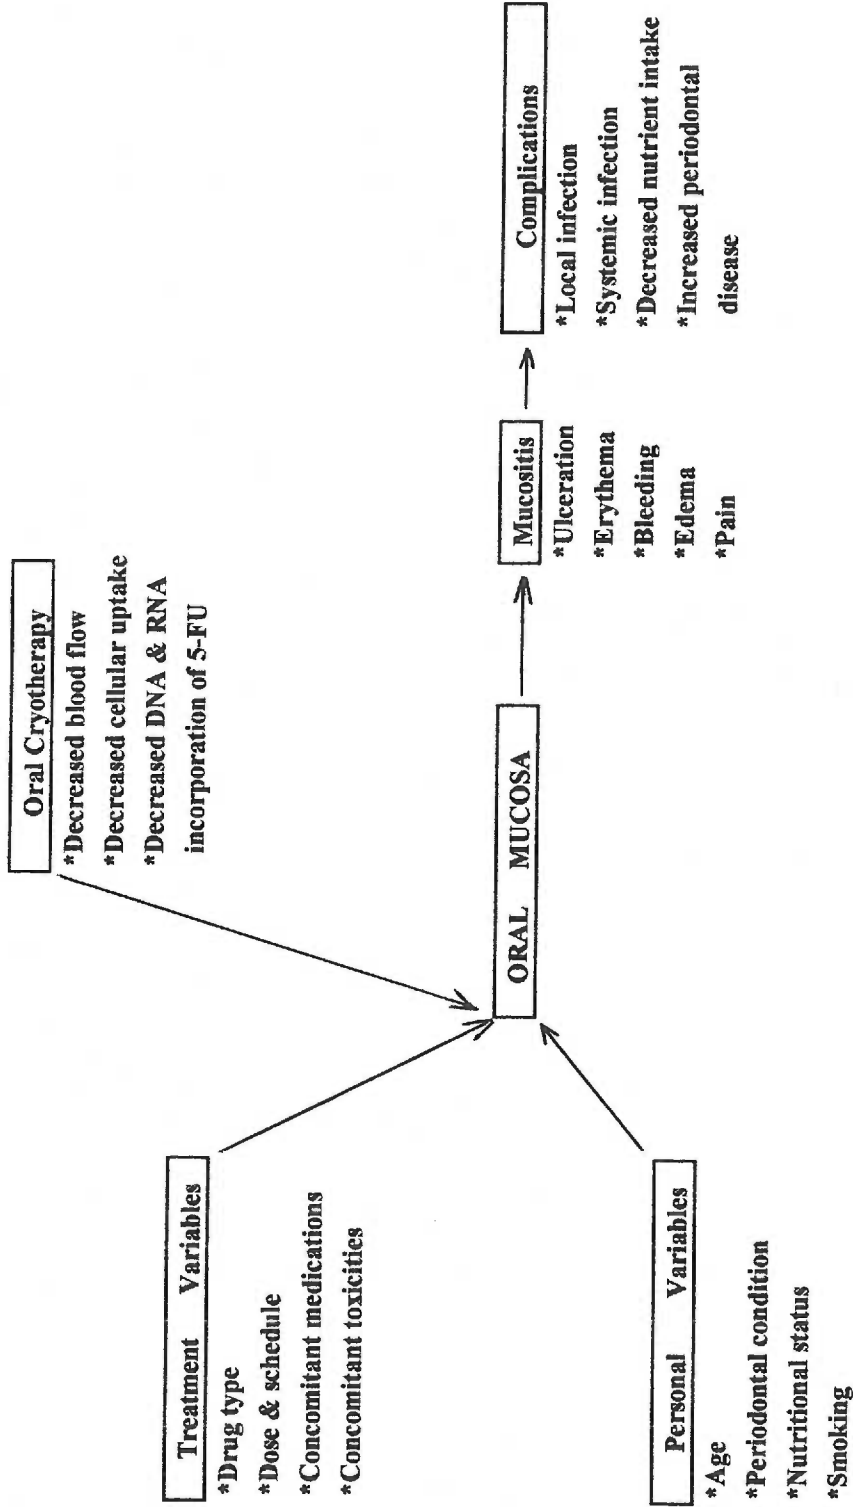 Oral Cryotherapy
*Decreased blood flow
*Decreased cellular uptake
*Decreased DNA & RNA
incorporation of 5-FU
Treatment Variables
*Drug type
*Dose & schedule
*Concomitant medications
*Concomitant toxicities
ORAL MUCOSA
Mucositis
*Ulceration
*Erythema
*Bleeding
*Edema
*Pain
Complications
*Local infection
*Systemic infection
*Decreased nutrient intake
*Increased periodontal
disease
Personal Variables
*Age
*Periodontal condition
*Nutritional status
*Smoking